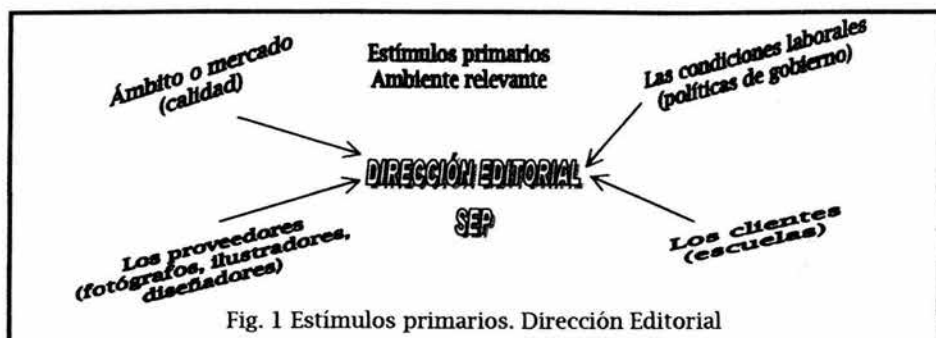 Ámbito o mercado
(calidad)
Estímulos primarios
Ambiente relevante
Las condiciones laborales
(políticas de gobierno)
DIRECCIÓN EDITORIAL
SEP
Los proveedores
(fotógrafos, ilustradores,
diseñadores)
Los clientes
(escuelas)
Fig. 1 Estímulos primarios. Dirección Editorial